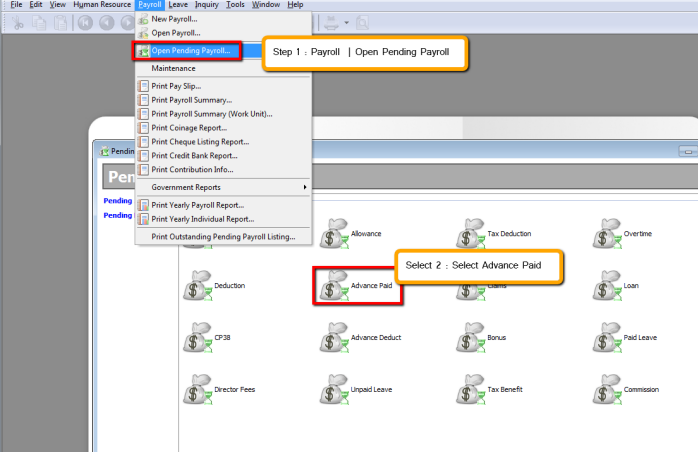 File Edit View Human Resource Payroll Leave Inquiry Tools Window Help
New Payroll...
Open Payroll...
Open Pending Payroll...
Step 1 : Payroll | Open Pending Payroll
Maintenance
Print Pay Slip...
Print Payroll Summary...
Print Payroll Summary (Work Unit)...
Print Coinage Report...
Print Cheque Listing Report...
Print Credit Bank Report...
Print Contribution Info...
Government Reports
Print Yearly Payroll Report...
Print Yearly Individual Report...
Print Outstanding Pending Payroll Listing...
Pending
Pending
Allowance
Tax Deduction
Overtime
Select 2 : Select Advance Paid
Deduction
Advance Paid
Claims
Loan
CP38
Advance Deduct
Bonus
Paid Leave
Director Fees
Unpaid Leave
Tax Benefit
Commission